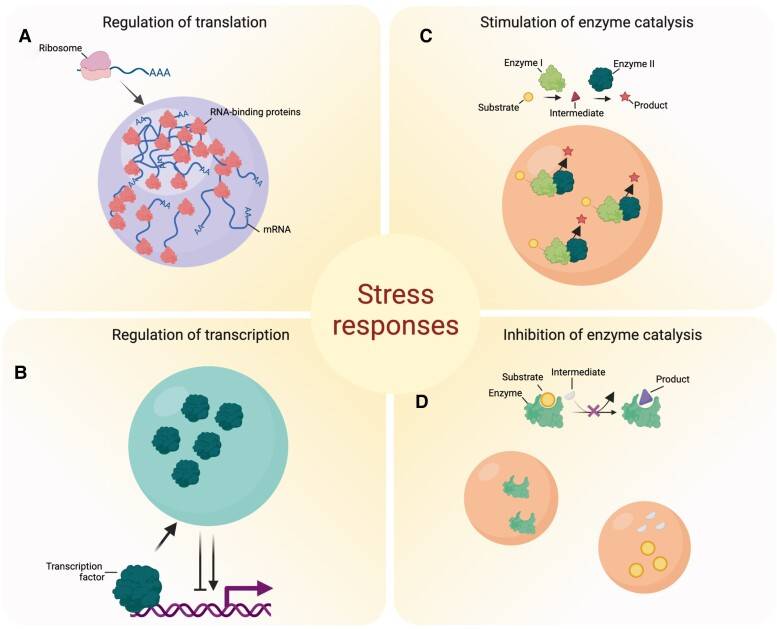 A
Regulation of translation
Ribosome
AAA
RNA-binding proteins
AA
AA
AA
AA
AA
AA
AA
AA
mRNA
C
Stimulation of enzyme catalysis
Enzyme I
Enzyme II
Substrate
Intermediate
Product
Stress
responses
B
Regulation of transcription
Transcription
factor
D
Inhibition of enzyme catalysis
Substrate
Intermediate
Product
Enzyme